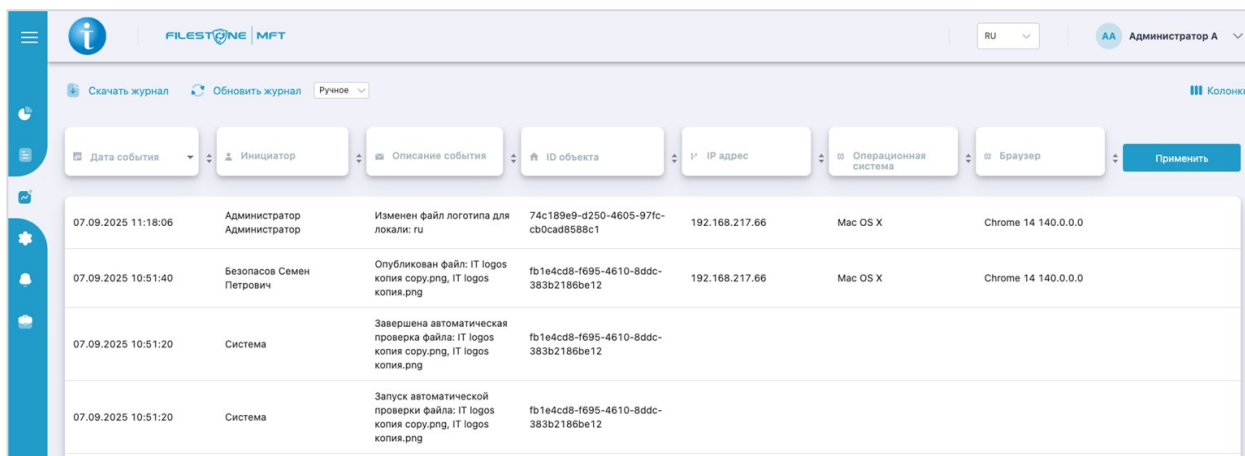 FILESTONE | MFT
RU
AA Администратор А
Скачать журнал Обновить журнал Ручное Колонки
Дата события Инициатор Описание события ID объекта IP адрес Операционная система Браузер Применить
07.09.2025 11:18:06
Администратор
Администратор
Изменен файл логотипа для
локали: ru
74c189e9-d250-4605-97fc-
cb0cad8588c1
192.168.217.66
Mac OS X
Chrome 14 140.0.0.0
07.09.2025 10:51:40
Безопасов Семен
Петрович
Опубликован файл: IT logos
копия copy.png, IT logos
копия.png
fb1e4cd8-f695-4610-8ddc-
383b2186be12
192.168.217.66
Mac OS X
Chrome 14 140.0.0.0
07.09.2025 10:51:20
Система
Завершена автоматическая
проверка файла: IT logos
копия copy.png, IT logos
копия.png
fb1e4cd8-f695-4610-8ddc-
383b2186be12
07.09.2025 10:51:20
Система
Запуск автоматической
проверки файла: IT logos
копия copy.png, IT logos
копия.png
fb1e4cd8-f695-4610-8ddc-
383b2186be12